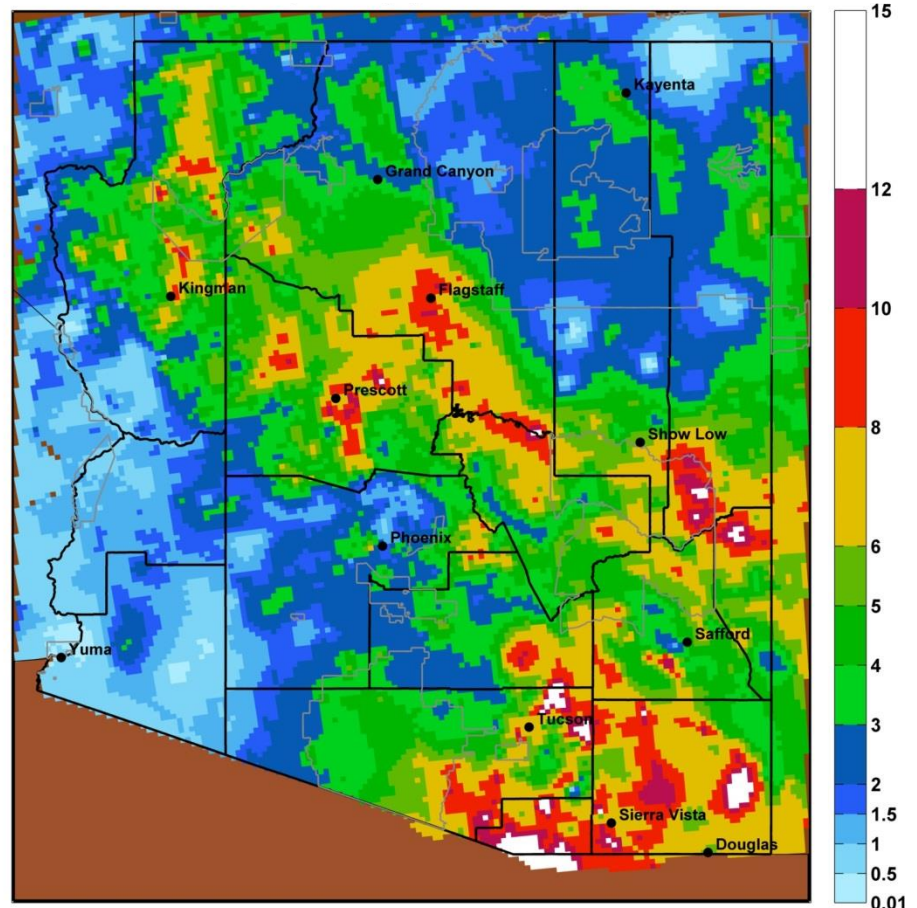 15
Kayenta
12
Grand Canyon
10
Kingman
Flagstaff
8
Prescott
Show Low
6
Phoenix
5
Safford
4
Yuma
3
Tucson
2
Sierra Vista
1.5
1
Douglas
0.5
0.01